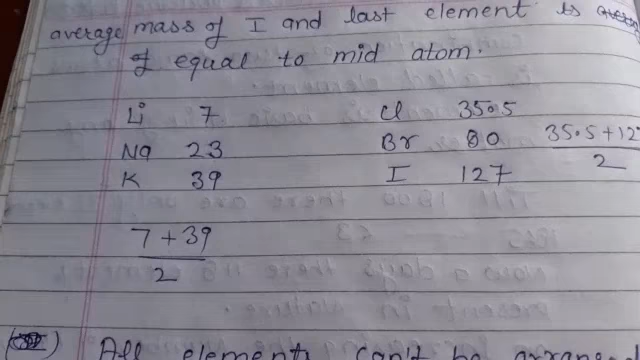 average mass of I and last element is
of equal to mid atom.
Li 7 Cl 35.5
Na 23 Br 80 35.5+12
K 39 I 127 2
7+39
2
All elements can't be